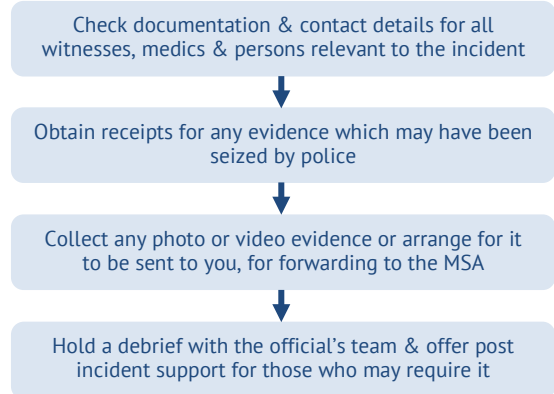 Check documentation & contact details for all
witnesses, medics & persons relevant to the incident
Obtain receipts for any evidence which may have been
seized by police
Collect any photo or video evidence or arrange for it
to be sent to you, for forwarding to the MSA
Hold a debrief with the official’s team & offer post
incident support for those who may require it